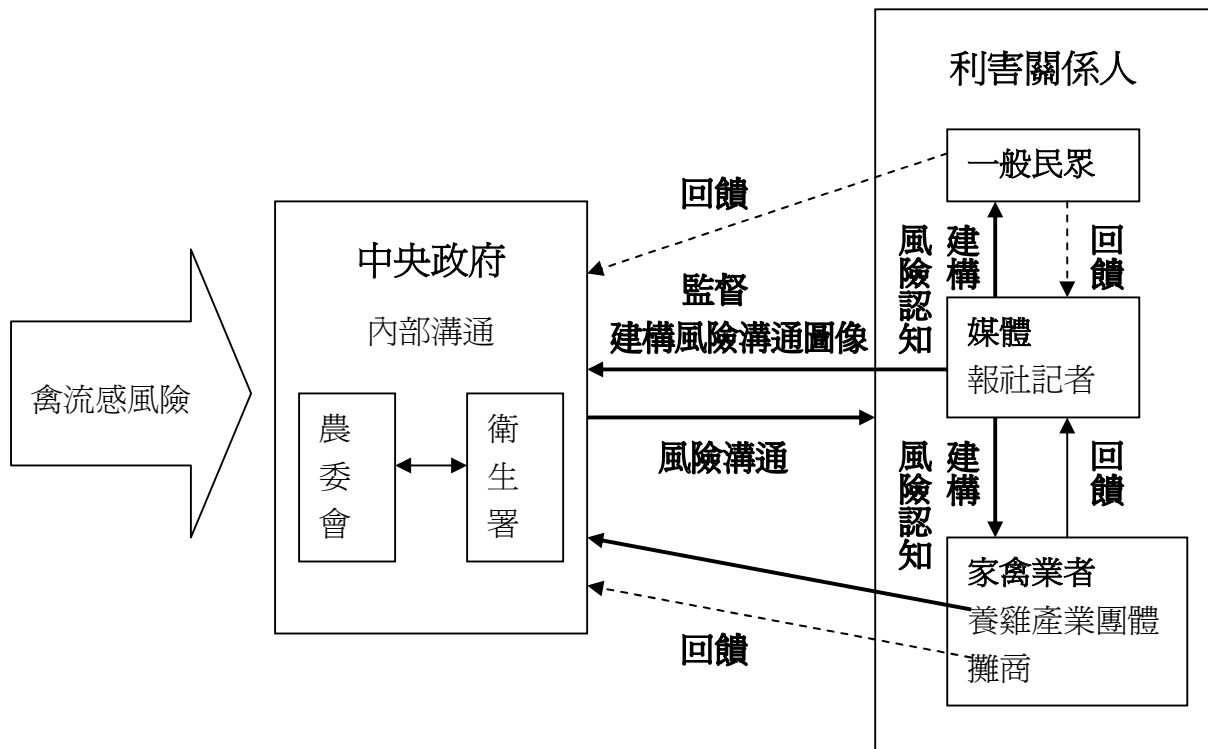 利害關係人
一般民眾
回饋
中央政府
內部溝通
農委會
衛生署
禽流感風險
監督
建構風險溝通圖像
風險溝通
建構
風險認知
回饋
媒體
報社記者
建構
風險認知
回饋
家禽業者
養雞產業團體
攤商
回饋